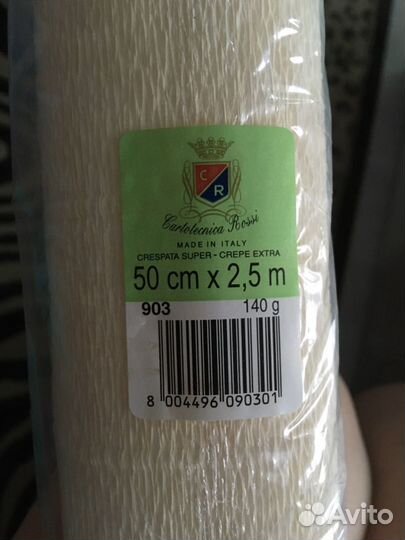 C R
Cartotecnica Rossi
MADE IN ITALY
CRESPATA SUPER - CREPE EXTRA
50 cm x 2,5 m
903 140 g
8 004496 090301
Avito